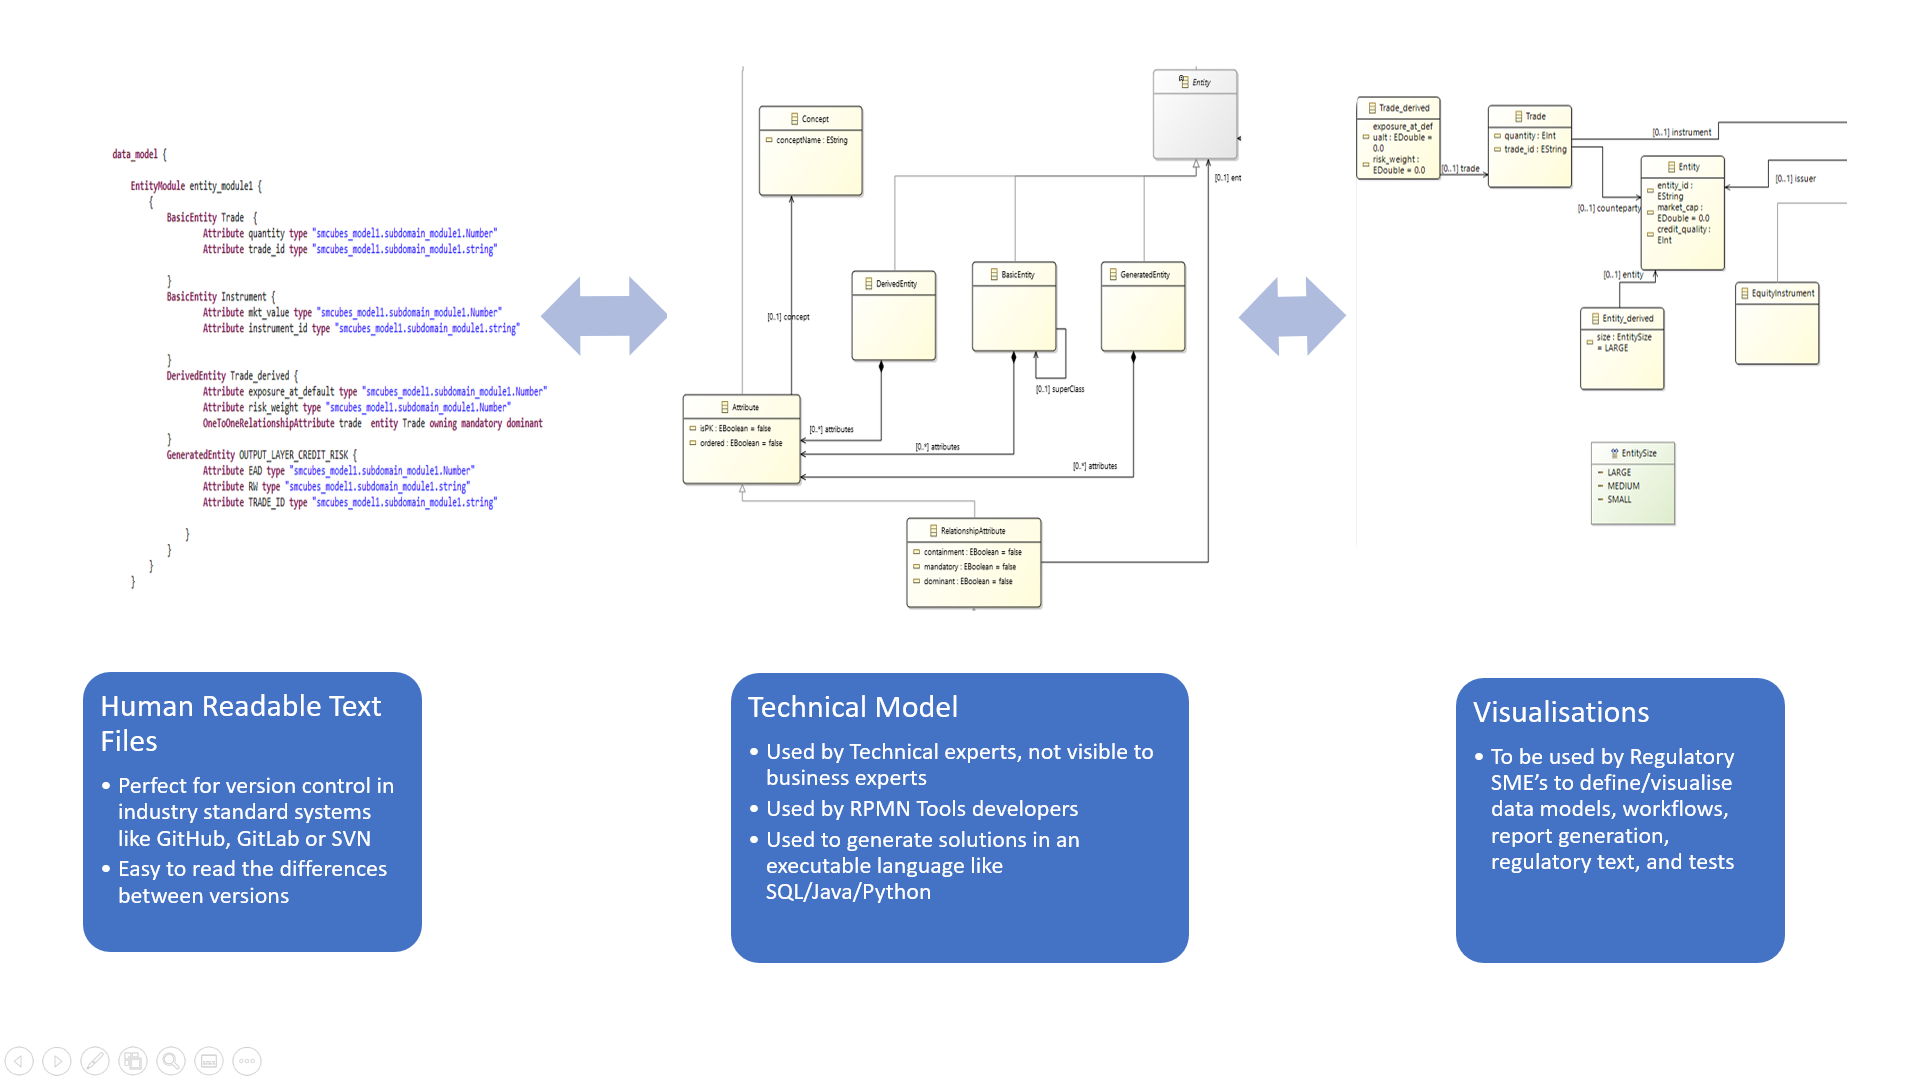 data_model {
EntityModule entity_module1 {
{
BasicEntity Trade {
Attribute quantity type "smcubes_model1.subdomain_module1.Number"
Attribute trade_id type "smcubes_model1.subdomain_module1.string"
}
BasicEntity Instrument {
Attribute mkt_value type "smcubes_model1.subdomain_module1.Number"
Attribute instrument_id type "smcubes_model1.subdomain_module1.string"
}
DerivedEntity Trade_derived {
Attribute exposure_at_default type "smcubes_model1.subdomain_module1.Number"
Attribute risk_weight type "smcubes_model1.subdomain_module1.Number"
OneToOneRelationshipAttribute trade entity Trade owning mandatory dominant
}
GeneratedEntity OUTPUT_LAYER_CREDIT_RISK {
Attribute EAD type "smcubes_model1.subdomain_module1.Number"
Attribute RW type "smcubes_model1.subdomain_module1.string"
Attribute TRADE_ID type "smcubes_model1.subdomain_module1.string"
}
}
}
}
Entity
Concept
conceptName : EString
[0..1] ent
DerivedEntity
BasicEntity
GeneratedEntity
[0..1] concept
[0..1] superClass
Attribute
isPK : EBoolean = false
ordered : EBoolean = false
[0..*] attributes
[0..*] attributes
[0..*] attributes
RelationshipAttribute
containment : EBoolean = false
mandatory : EBoolean = false
dominant : EBoolean = false
Trade_derived
exposure_at_def
ualt : EDouble =
0.0
risk_weight :
EDouble = 0.0
[0..1] trade
Trade
quantity : EInt
trade_id : EString
[0..1] instrument
Entity
entity_id :
EString
market_cap :
EDouble = 0.0
credit_quality :
EInt
[0..1] issuer
[0..1] counterparty
[0..1] entity
EquityInstrument
Entity_derived
size : EntitySize
= LARGE
EntitySize
LARGE
MEDIUM
SMALL
Human Readable Text
Files
• Perfect for version control in
industry standard systems
like GitHub, GitLab or SVN
• Easy to read the differences
between versions
Technical Model
• Used by Technical experts, not visible to
business experts
• Used by RPMN Tools developers
• Used to generate solutions in an
executable language like
SQL/Java/Python
Visualisations
• To be used by Regulatory
SME’s to define/visualise
data models, workflows,
report generation,
regulatory text, and tests